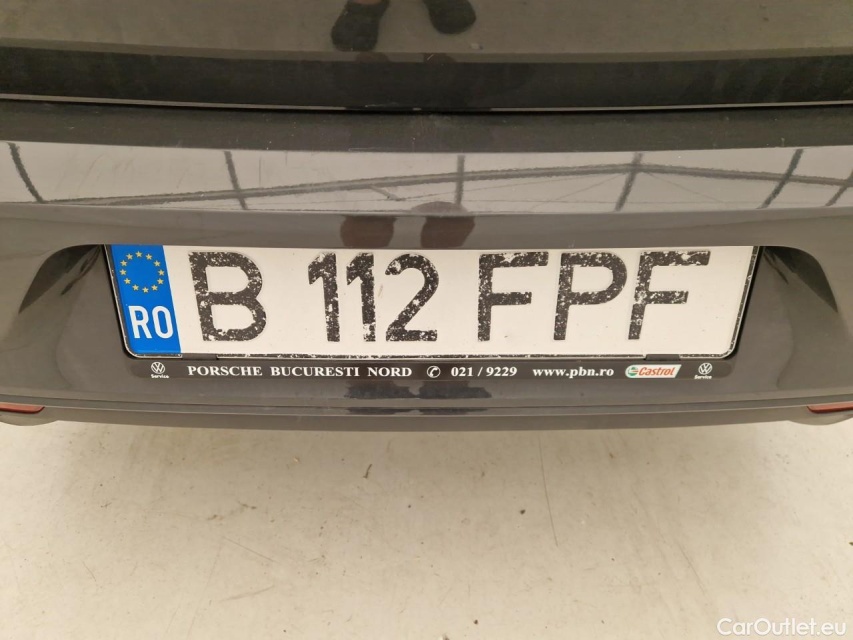 RO B 112 FPF
Service PORSCHE BUCURESTI NORD ✆ 021 / 9229 www.pbn.ro Castrol Service
CarOutlet.eu